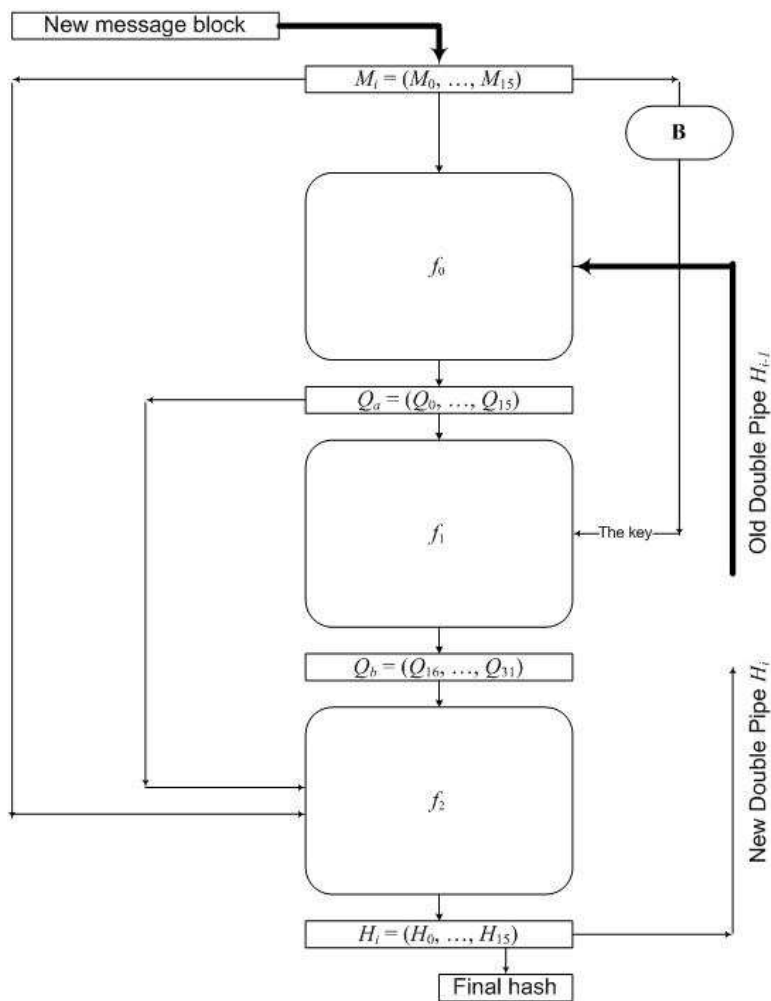 New message block
Mᵢ = (M₀, …, M₁₅)
B
f₀
Old Double Pipe Hᵢ₋₁
Qₐ = (Q₀, …, Q₁₅)
f₁
The key
Q_b = (Q₁₆, …, Q₃₁)
f₂
New Double Pipe Hᵢ
Hᵢ = (H₀, …, H₁₅)
Final hash